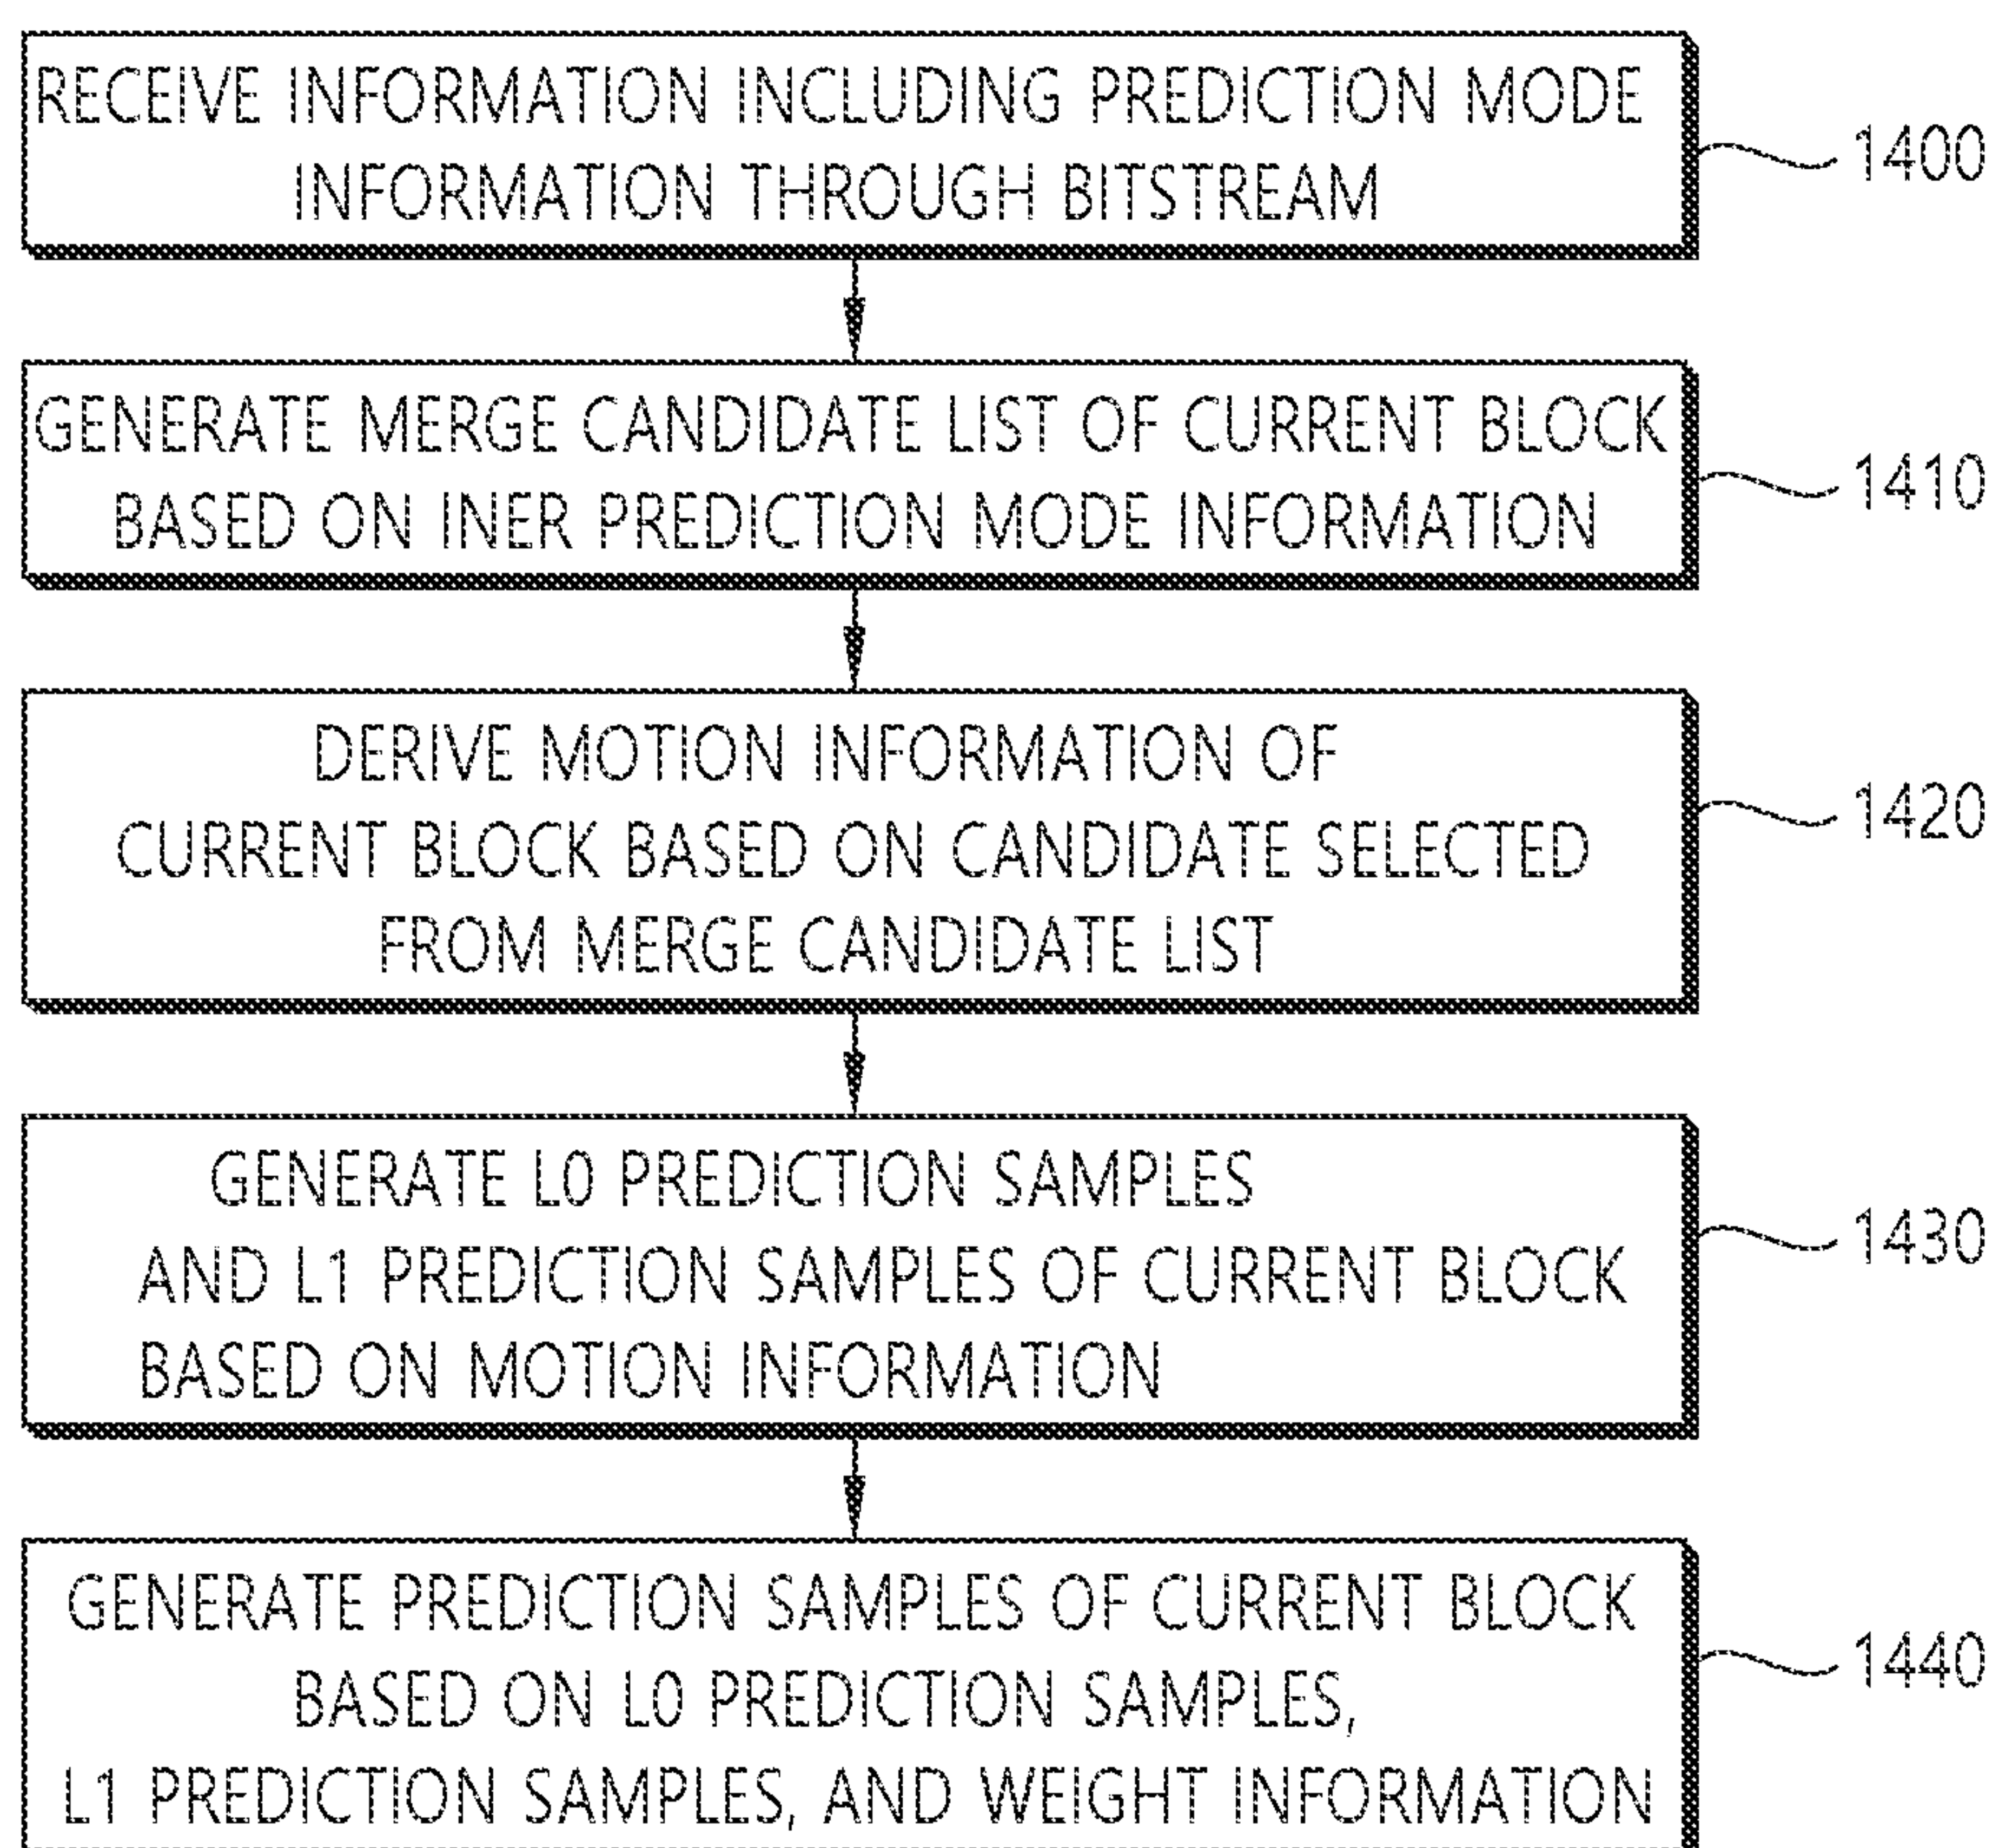 RECEIVE INFORMATION INCLUDING PREDICTION MODE
INFORMATION THROUGH BITSTREAM
1400
GENERATE MERGE CANDIDATE LIST OF CURRENT BLOCK
BASED ON INER PREDICTION MODE INFORMATION
1410
DERIVE MOTION INFORMATION OF
CURRENT BLOCK BASED ON CANDIDATE SELECTED
FROM MERGE CANDIDATE LIST
1420
GENERATE L0 PREDICTION SAMPLES
AND L1 PREDICTION SAMPLES OF CURRENT BLOCK
BASED ON MOTION INFORMATION
1430
GENERATE PREDICTION SAMPLES OF CURRENT BLOCK
BASED ON L0 PREDICTION SAMPLES,
L1 PREDICTION SAMPLES, AND WEIGHT INFORMATION
1440